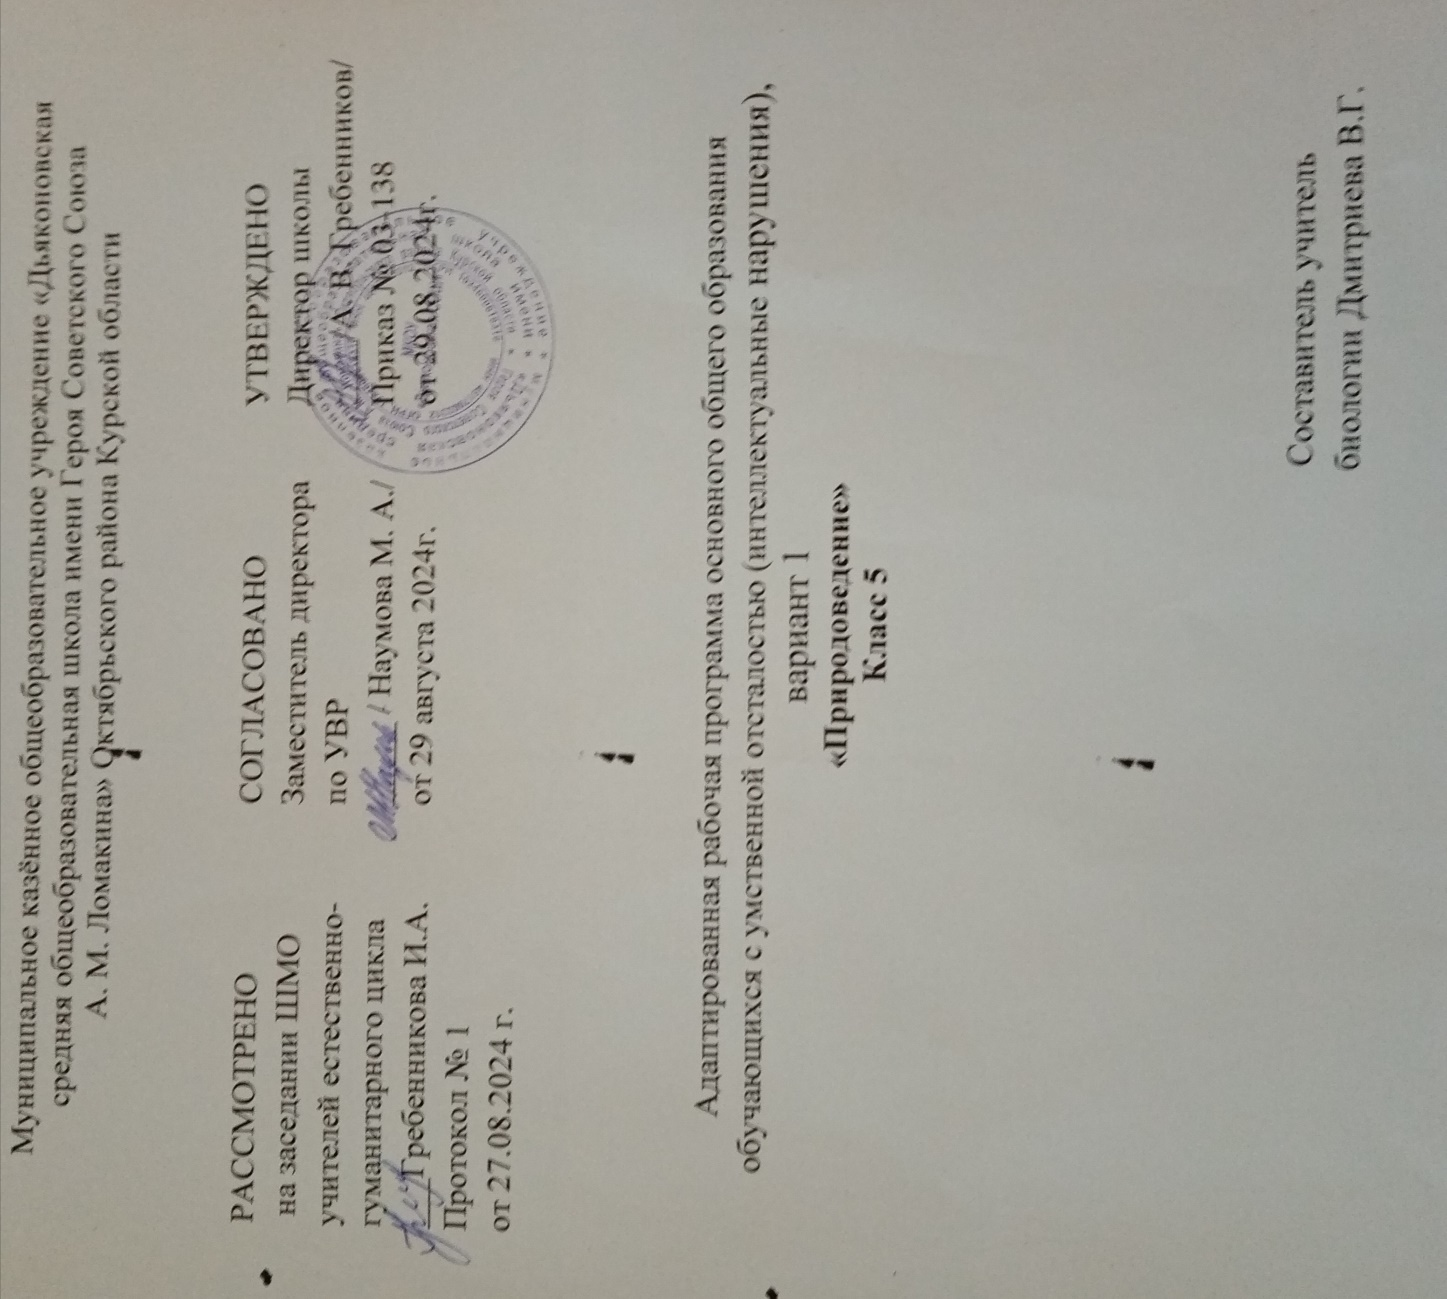 Муниципальное казённое общеобразовательное учреждение «Дьяконовская
средняя общеобразовательная школа имени Героя Советского Союза
А. М. Ломакина» Октябрьского района Курской области
РАССМОТРЕНО
на заседании ШМО
учителей естественно-
гуманитарного цикла
Гребенникова И.А.
Протокол № 1
от 27.08.2024 г.
СОГЛАСОВАНО
Заместитель директора
по УВР
/ Наумова М. А./
от 29 августа 2024г.
УТВЕРЖДЕНО
Директор школы
/А. В. Гребенников/
Приказ № 03-138
от 29.08.2024г.
Адаптированная рабочая программа основного общего образования
обучающихся с умственной отсталостью (интеллектуальные нарушения),
вариант 1
«Природоведение»
Класс 5
Составитель учитель
биологии Дмитриева В.Г.